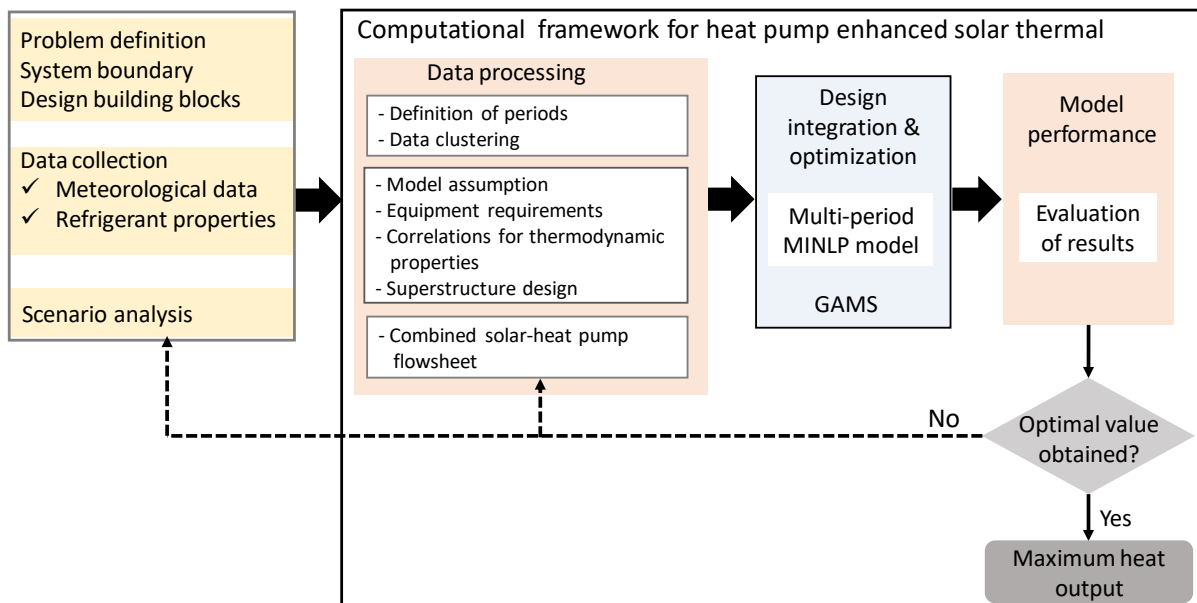 Problem definition
System boundary
Design building blocks
Data collection
✓ Meteorological data
✓ Refrigerant properties
Scenario analysis
Computational framework for heat pump enhanced solar thermal
Data processing
- Definition of periods
- Data clustering
- Model assumption
- Equipment requirements
- Correlations for thermodynamic
properties
- Superstructure design
- Combined solar-heat pump
flowsheet
Design
integration &
optimization
Multi-period
MINLP model
GAMS
Model
performance
Evaluation
of results
No
Optimal value
obtained?
Yes
Maximum heat
output